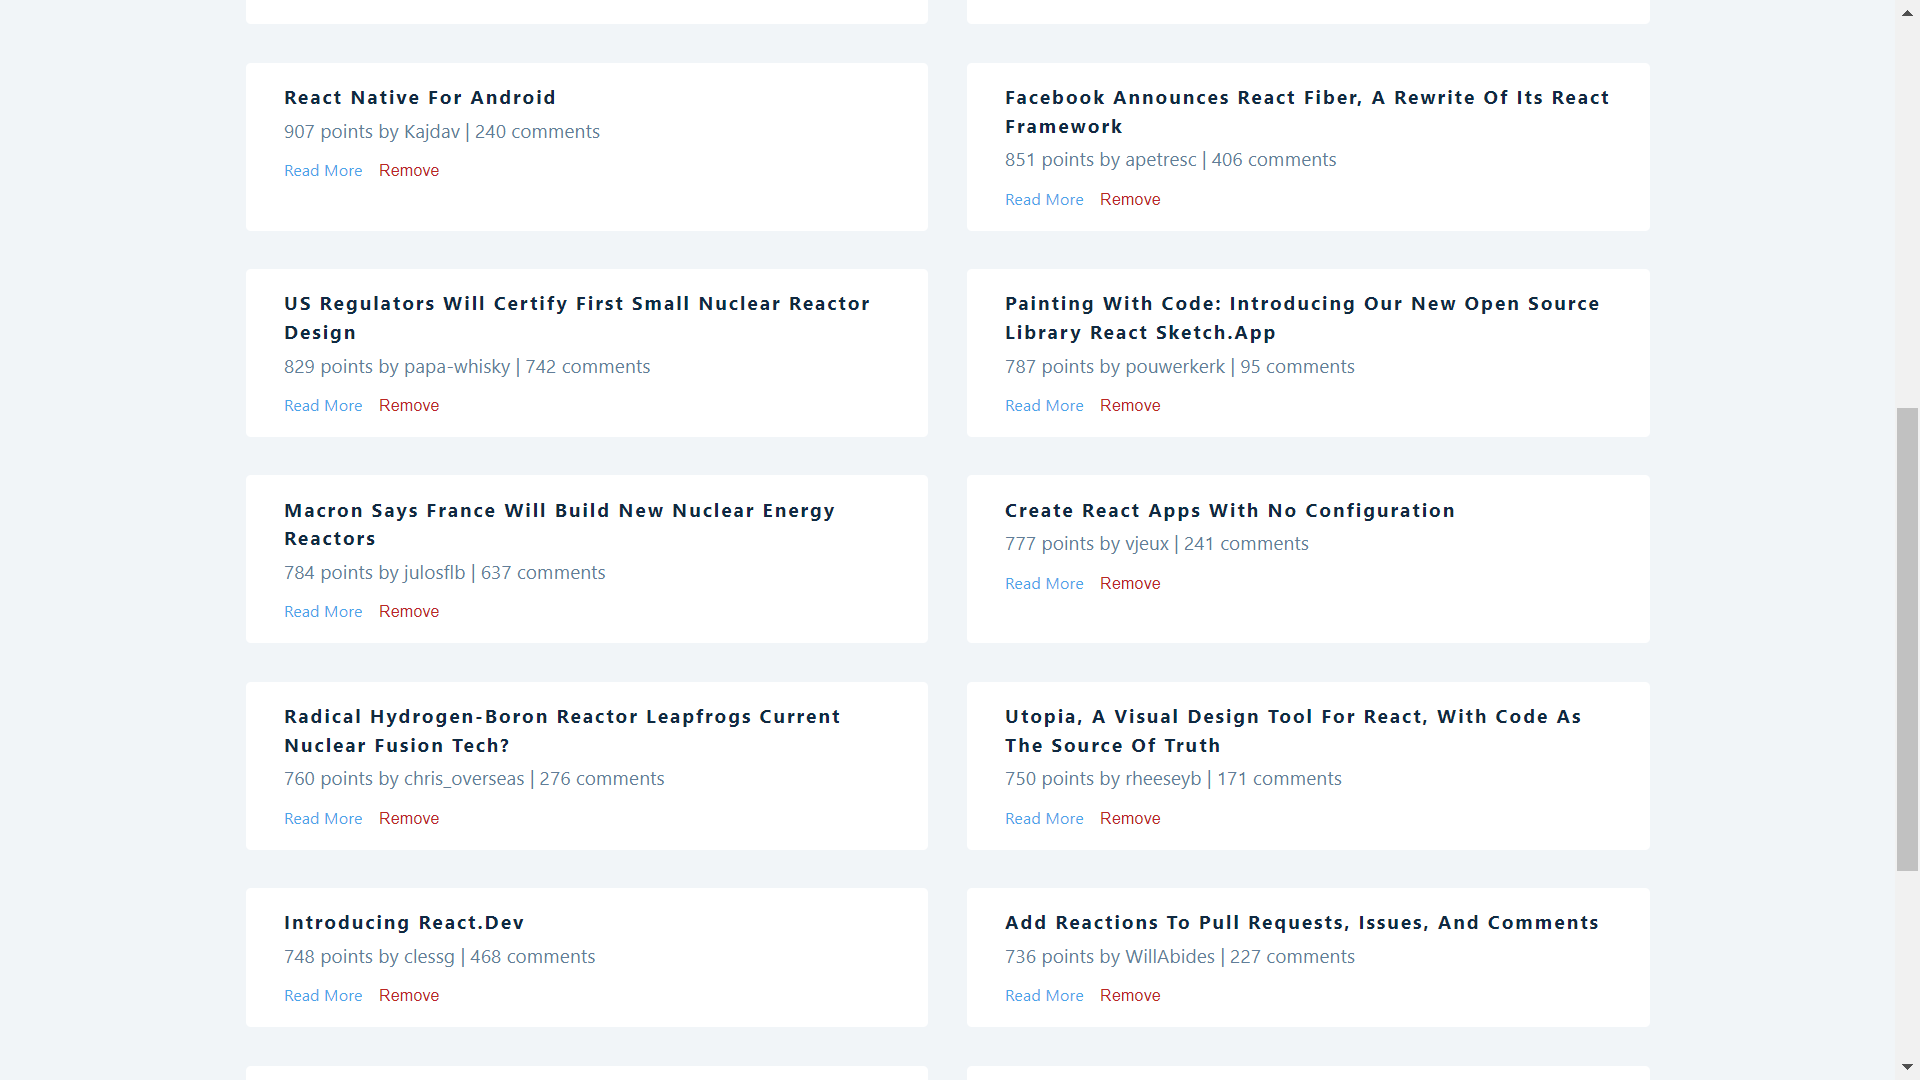 React Native For Android
907 points by Kajdav | 240 comments
Read More Remove
Facebook Announces React Fiber, A Rewrite Of Its React
Framework
851 points by apetresc | 406 comments
Read More Remove
US Regulators Will Certify First Small Nuclear Reactor
Design
829 points by papa-whisky | 742 comments
Read More Remove
Painting With Code: Introducing Our New Open Source
Library React Sketch.App
787 points by pouwerkerk | 95 comments
Read More Remove
Macron Says France Will Build New Nuclear Energy
Reactors
784 points by julosflb | 637 comments
Read More Remove
Create React Apps With No Configuration
777 points by vjeux | 241 comments
Read More Remove
Radical Hydrogen-Boron Reactor Leapfrogs Current
Nuclear Fusion Tech?
760 points by chris_overseas | 276 comments
Read More Remove
Utopia, A Visual Design Tool For React, With Code As
The Source Of Truth
750 points by rheeseyb | 171 comments
Read More Remove
Introducing React.Dev
748 points by clessg | 468 comments
Read More Remove
Add Reactions To Pull Requests, Issues, And Comments
736 points by WillAbides | 227 comments
Read More Remove